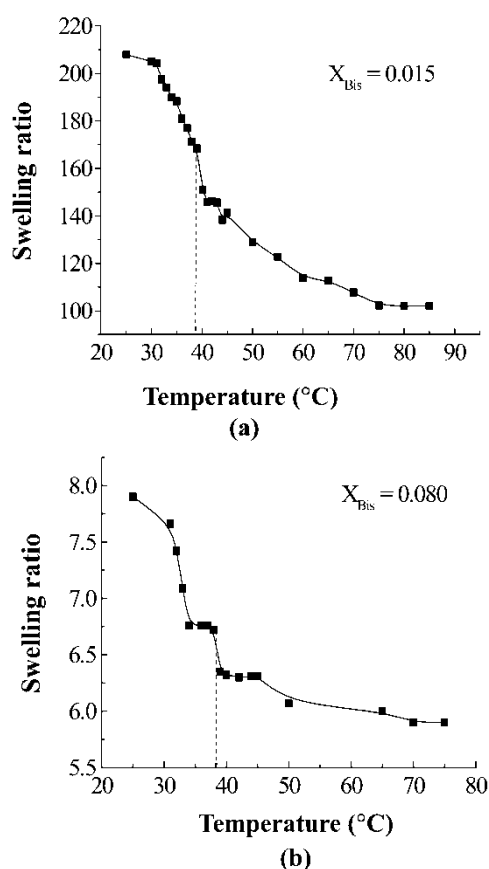 220
200
180
160
140
120
100
Swelling ratio
X_Bis = 0.015
20 30 40 50 60 70 80 90
Temperature (°C)
(a)
8.0
7.5
7.0
6.5
6.0
5.5
Swelling ratio
X_Bis = 0.080
20 30 40 50 60 70 80
Temperature (°C)
(b)